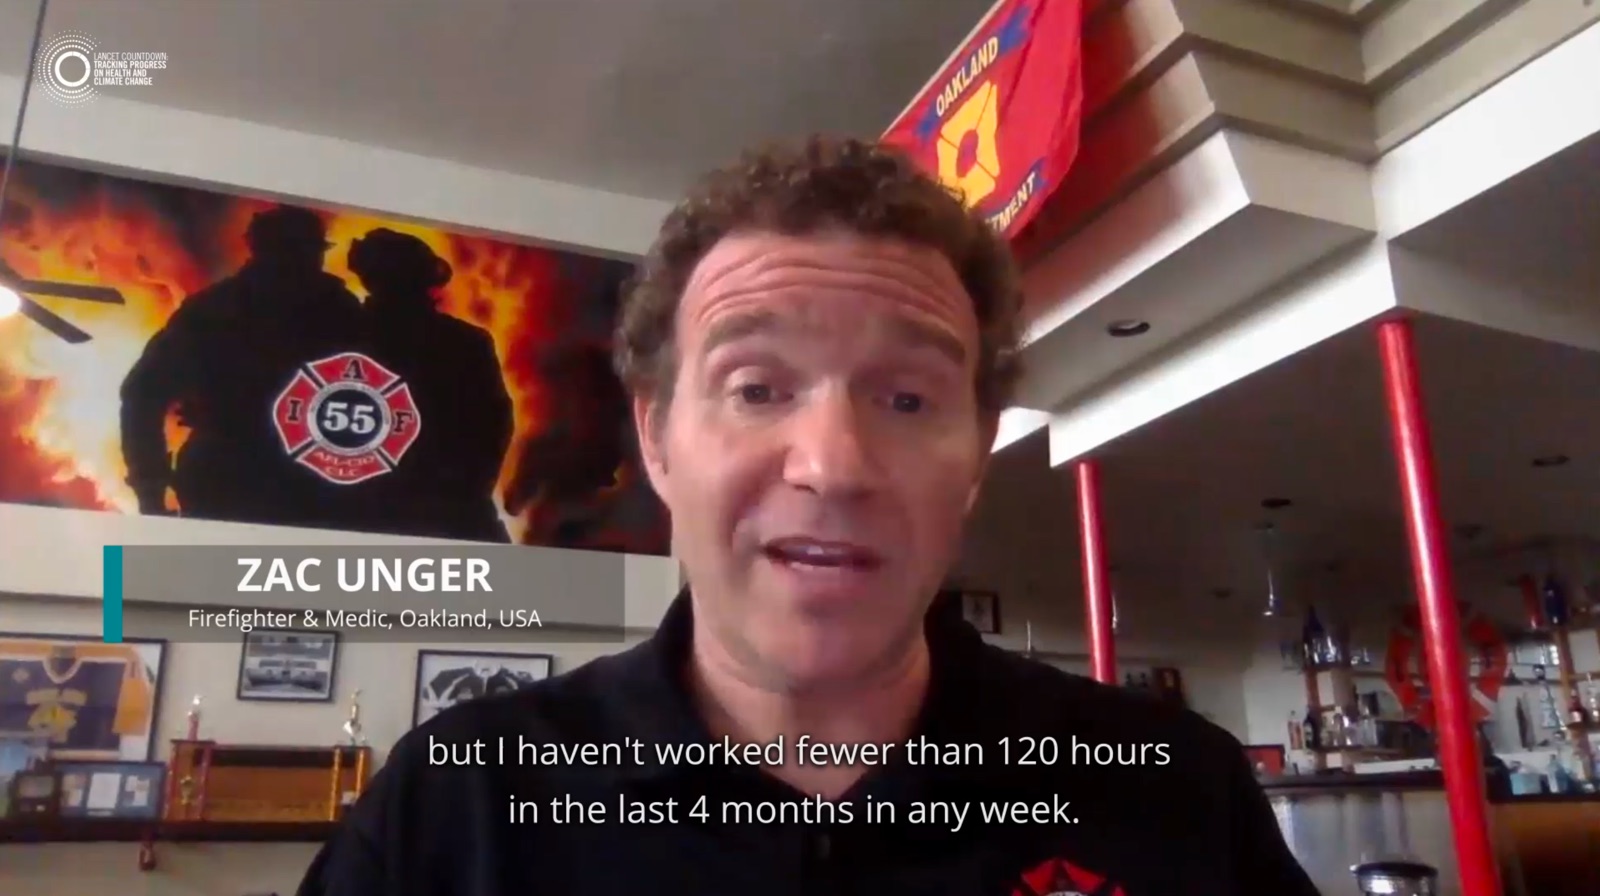 LANCET COUNTDOWN:
TRACKING PROGRESS
ON HEALTH AND
CLIMATE CHANGE
OAKLAND
TMENT
I A F
55
AFL-CIO
CLC
ZAC UNGER
Firefighter & Medic, Oakland, USA
but I haven't worked fewer than 120 hours
in the last 4 months in any week.